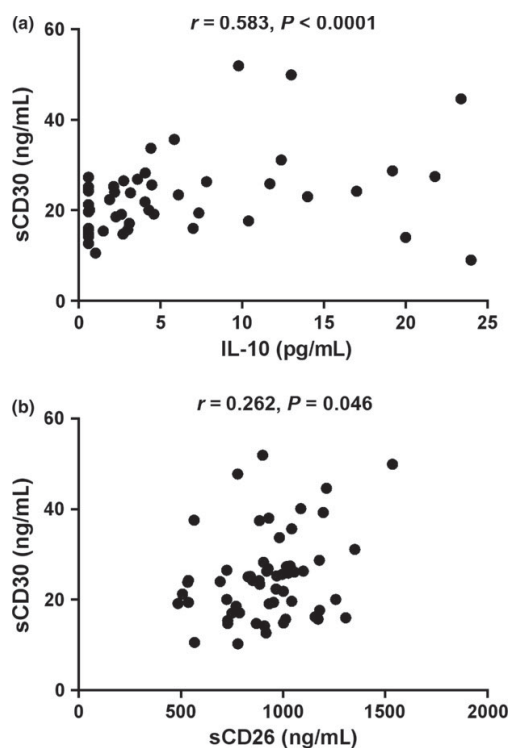 (a)
r = 0.583, P < 0.0001
sCD30 (ng/mL)
60
40
20
0
0 5 10 15 20 25
IL-10 (pg/mL)
(b)
r = 0.262, P = 0.046
sCD30 (ng/mL)
60
40
20
0
0 500 1000 1500 2000
sCD26 (ng/mL)